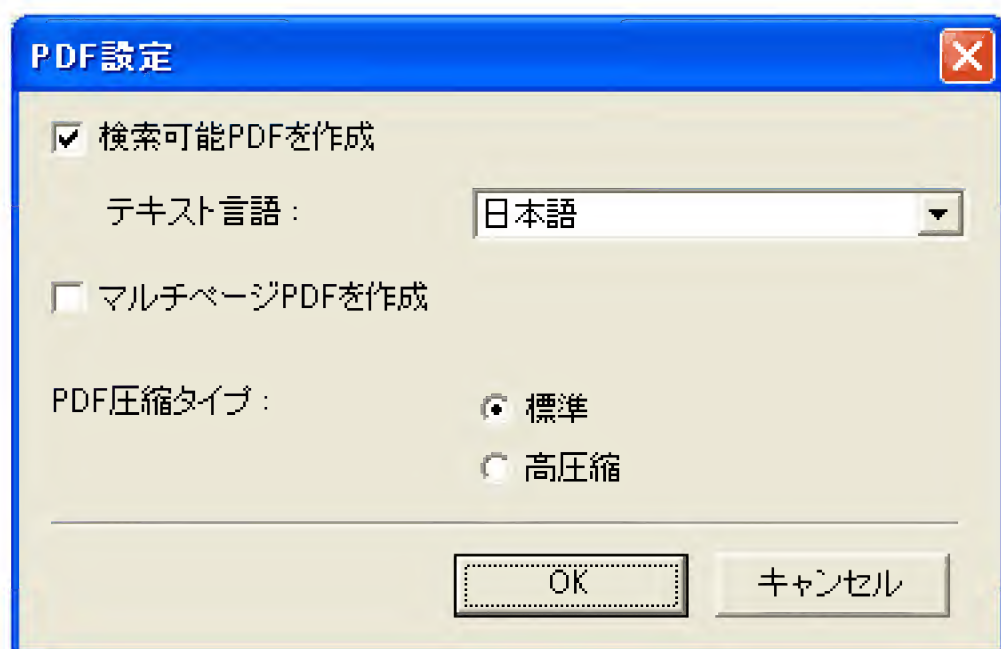 PDF設定
検索可能PDFを作成
テキスト言語：
日本語
マルチページPDFを作成
PDF圧縮タイプ：
標準
高圧縮
OK
キャンセル